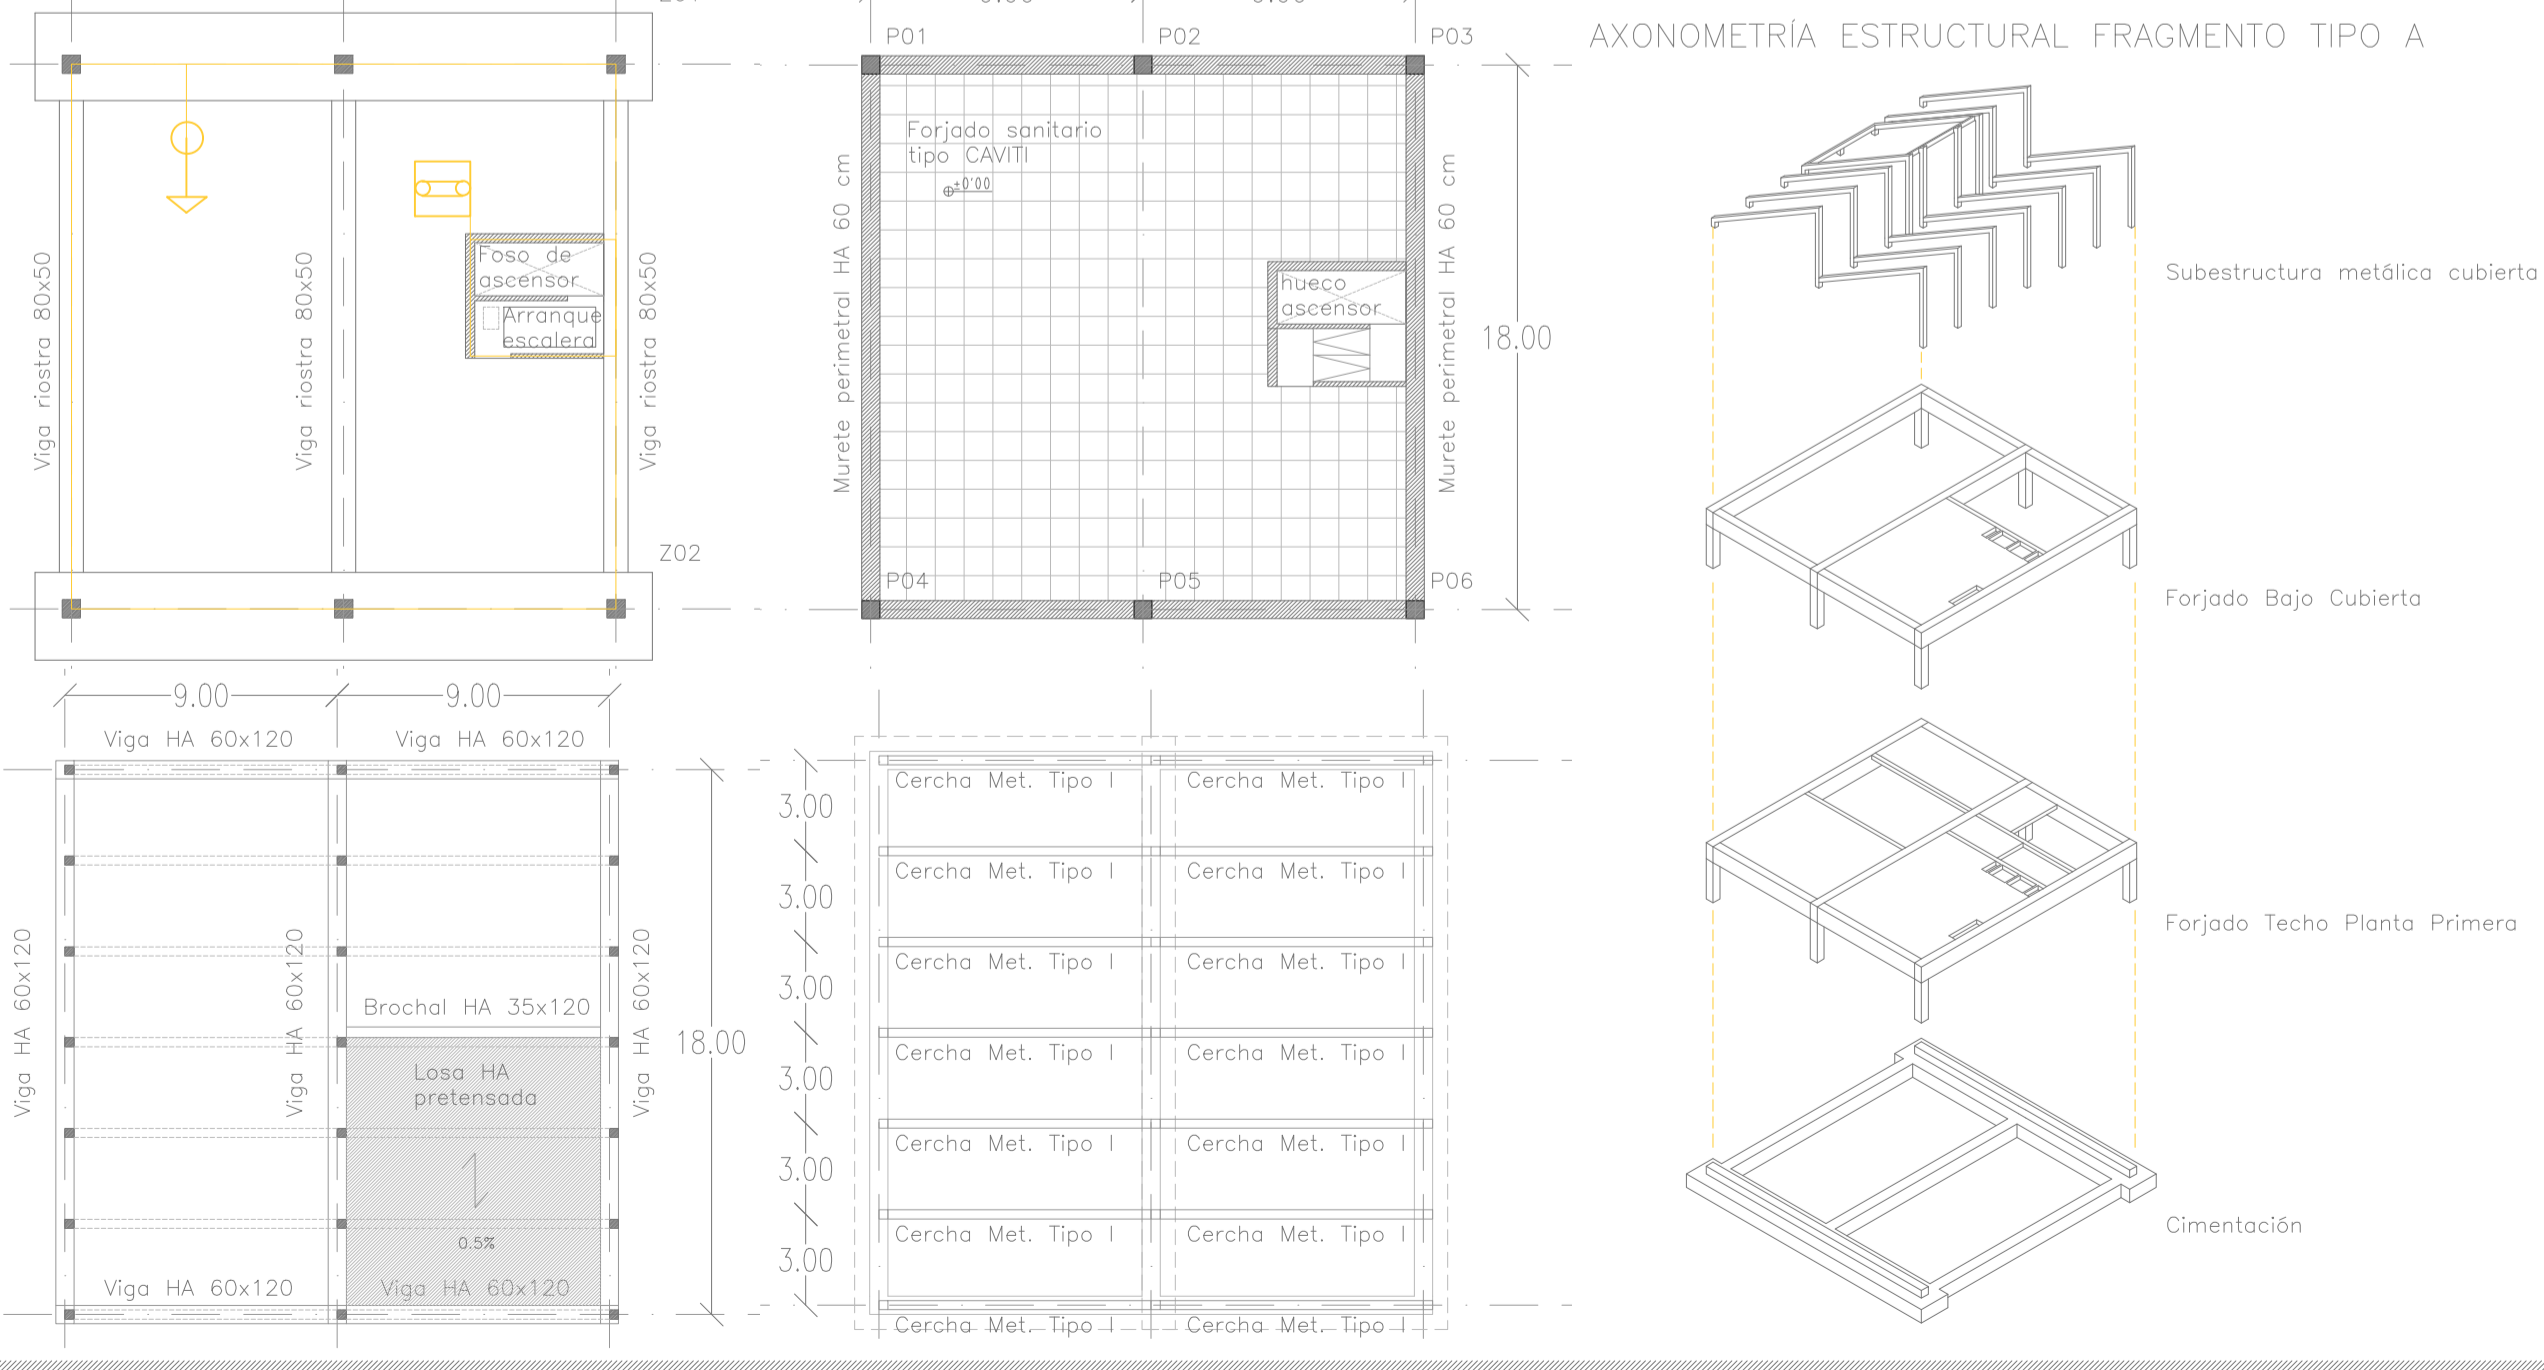 P01
P02
P03
AXONOMETRÍA ESTRUCTURAL FRAGMENTO TIPO A
Forjado sanitario
tipo CAVITI
±0'00
Foso de
ascensor
Arranque
escalera
Viga riostra 80x50
Viga riostra 80x50
Viga riostra 80x50
Z02
Murete perimetral HA 60 cm
hueco
ascensor
Murete perimetral HA 60 cm
18.00
P04
P05
P06
Subestructura metálica cubierta
Forjado Bajo Cubierta
Forjado Techo Planta Primera
Cimentación
9.00
9.00
Viga HA 60x120
Viga HA 60x120
Viga HA 60x120
Viga HA 60x120
Viga HA 60x120
Brochal HA 35x120
Losa HA
pretensada
0.5%
18.00
Viga HA 60x120
Viga HA 60x120
3.00
3.00
3.00
3.00
3.00
3.00
Cercha Met. Tipo I
Cercha Met. Tipo I
Cercha Met. Tipo I
Cercha Met. Tipo I
Cercha Met. Tipo I
Cercha Met. Tipo I
Cercha Met. Tipo I
Cercha Met. Tipo I
Cercha Met. Tipo I
Cercha Met. Tipo I
Cercha Met. Tipo I
Cercha Met. Tipo I
Cercha Met. Tipo I
Cercha Met. Tipo I